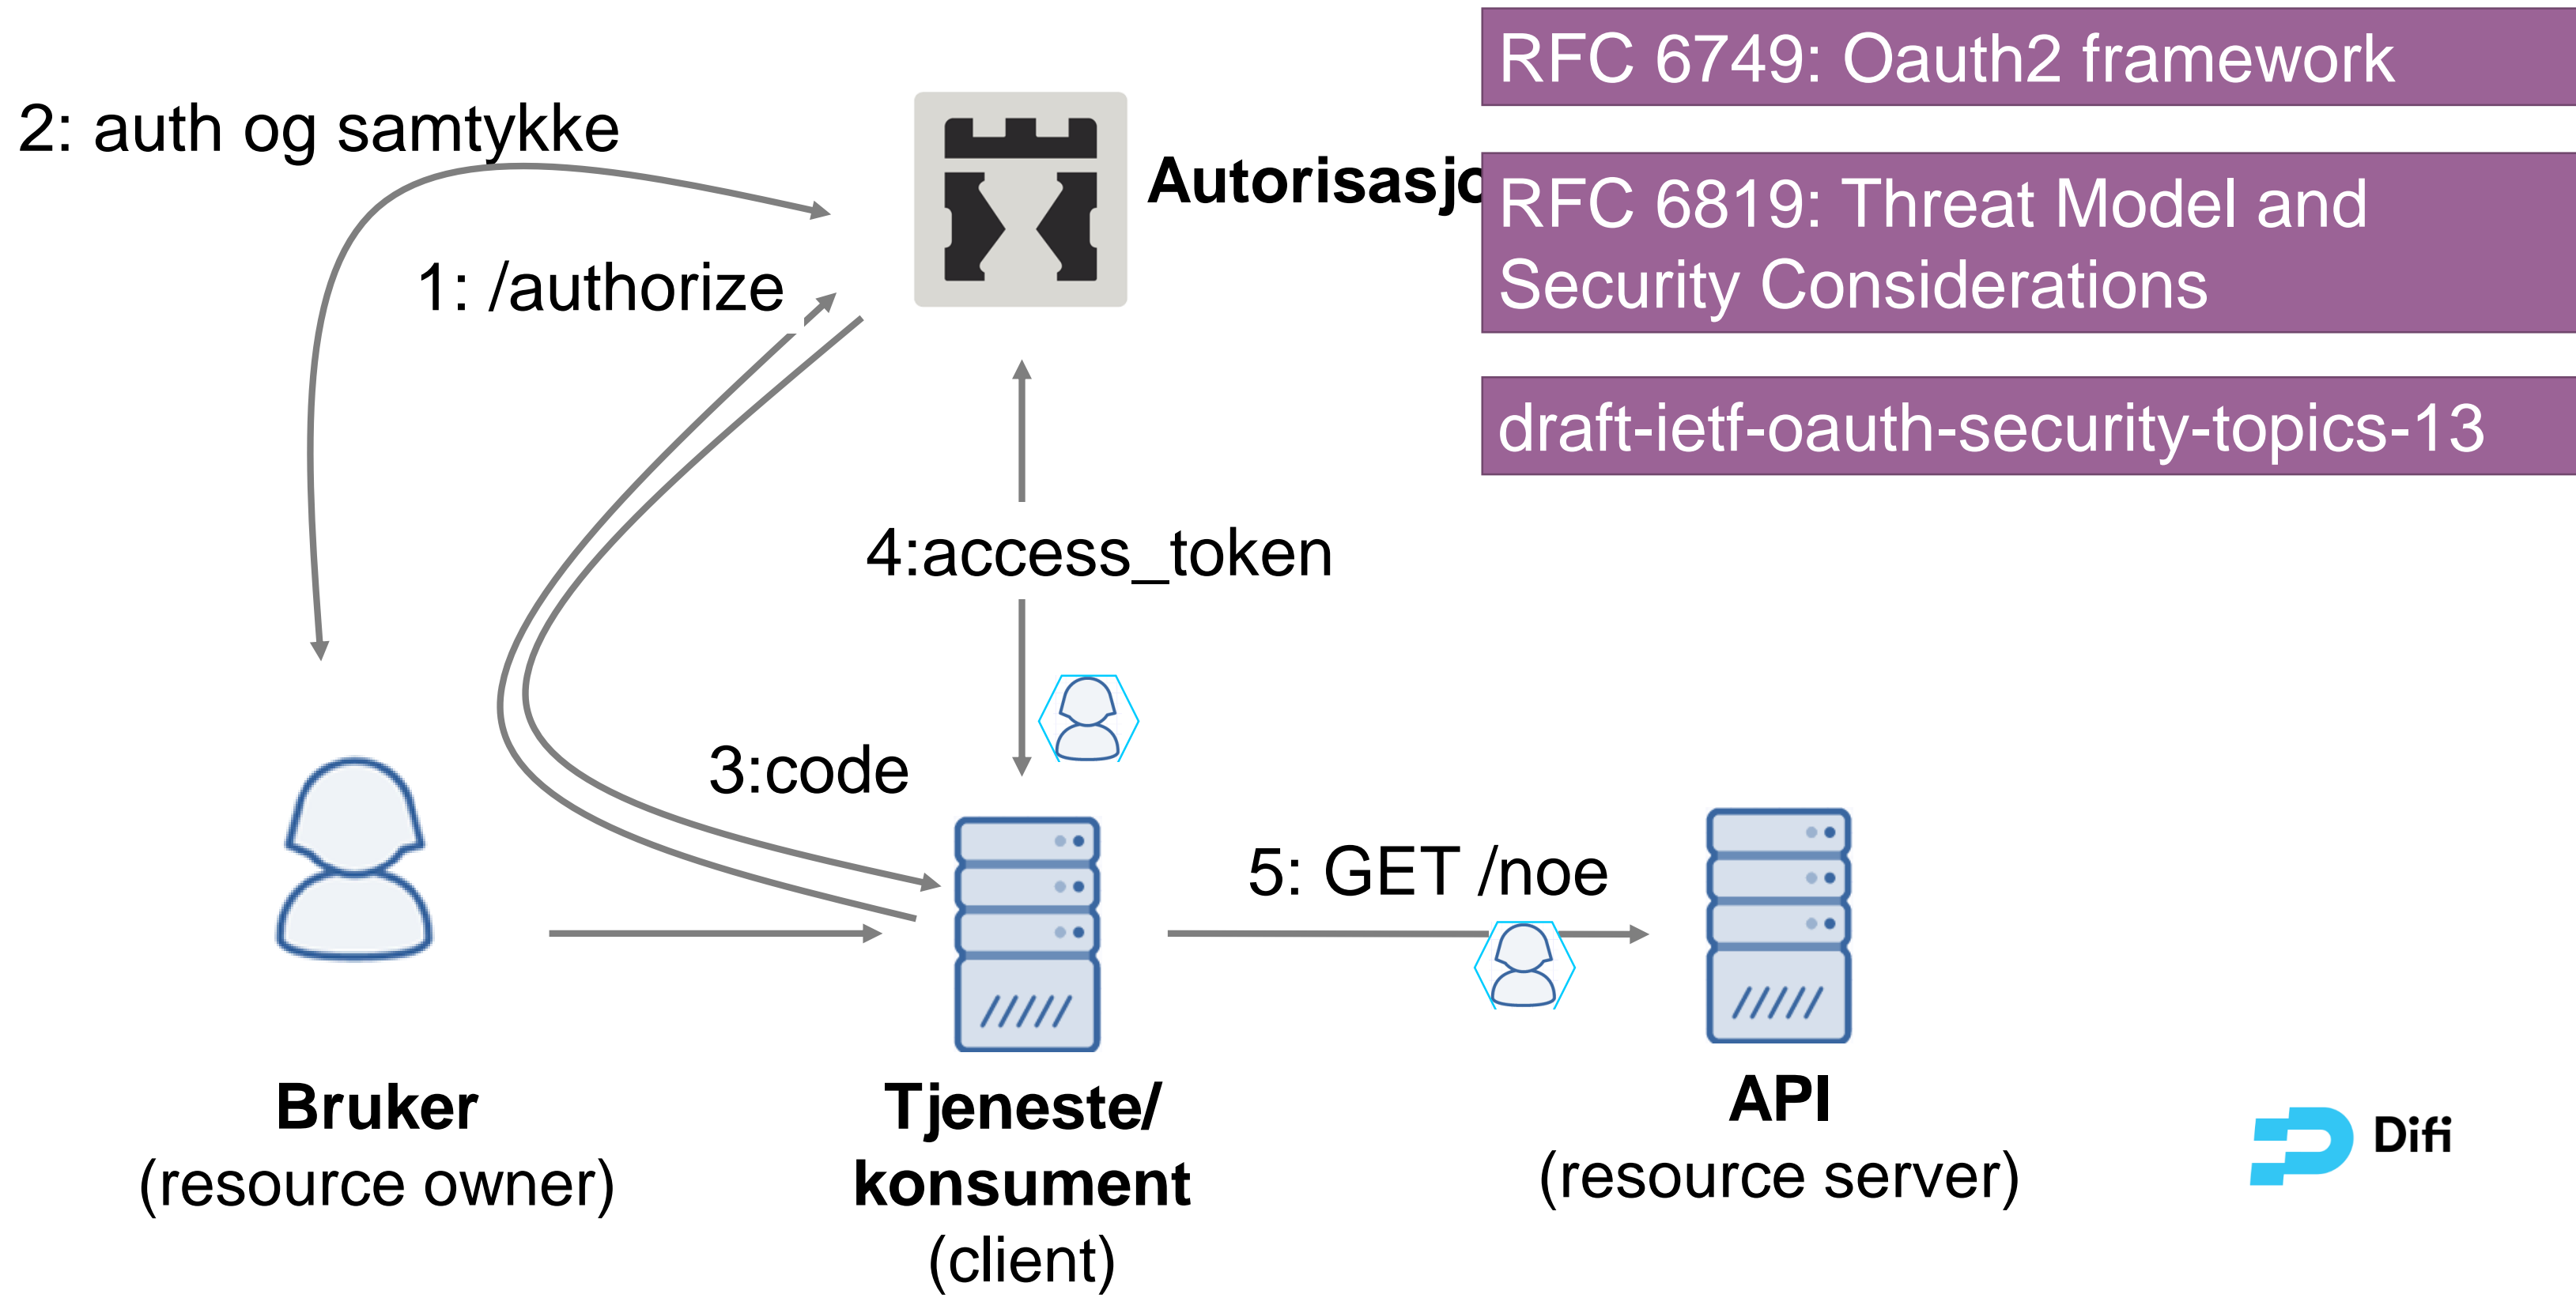 RFC 6749: Oauth2 framework
2: auth og samtykke
RFC 6819: Threat Model and
Security Considerations
1: /authorize
draft-ietf-oauth-security-topics-13
4:access_token
3:code
5: GET /noe
Bruker
(resource owner)
Tjeneste/
konsument
(client)
API
(resource server)
Difi